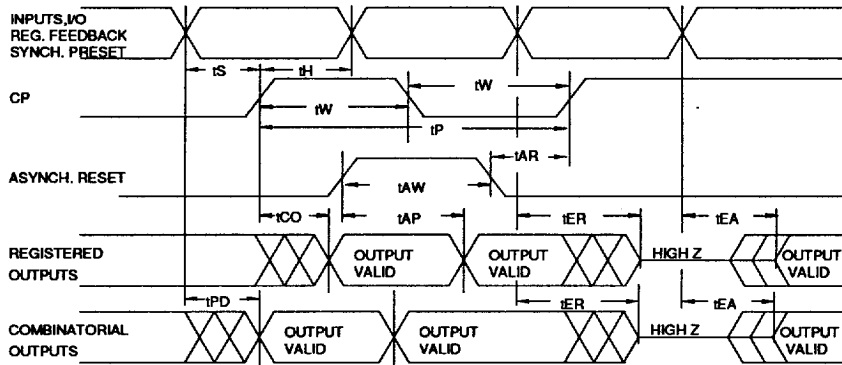 INPUTS,I/O
REG. FEEDBACK
SYNCH. PRESET
tS
tH
CP
tW
tW
tP
tAR
ASYNCH. RESET
tAW
tCO
tAP
tER
tEA
REGISTERED
OUTPUTS
OUTPUT
VALID
OUTPUT
VALID
HIGH Z
OUTPUT
VALID
tPD
tER
tEA
COMBINATORIAL
OUTPUTS
OUTPUT
VALID
OUTPUT
VALID
HIGH Z
OUTPUT
VALID